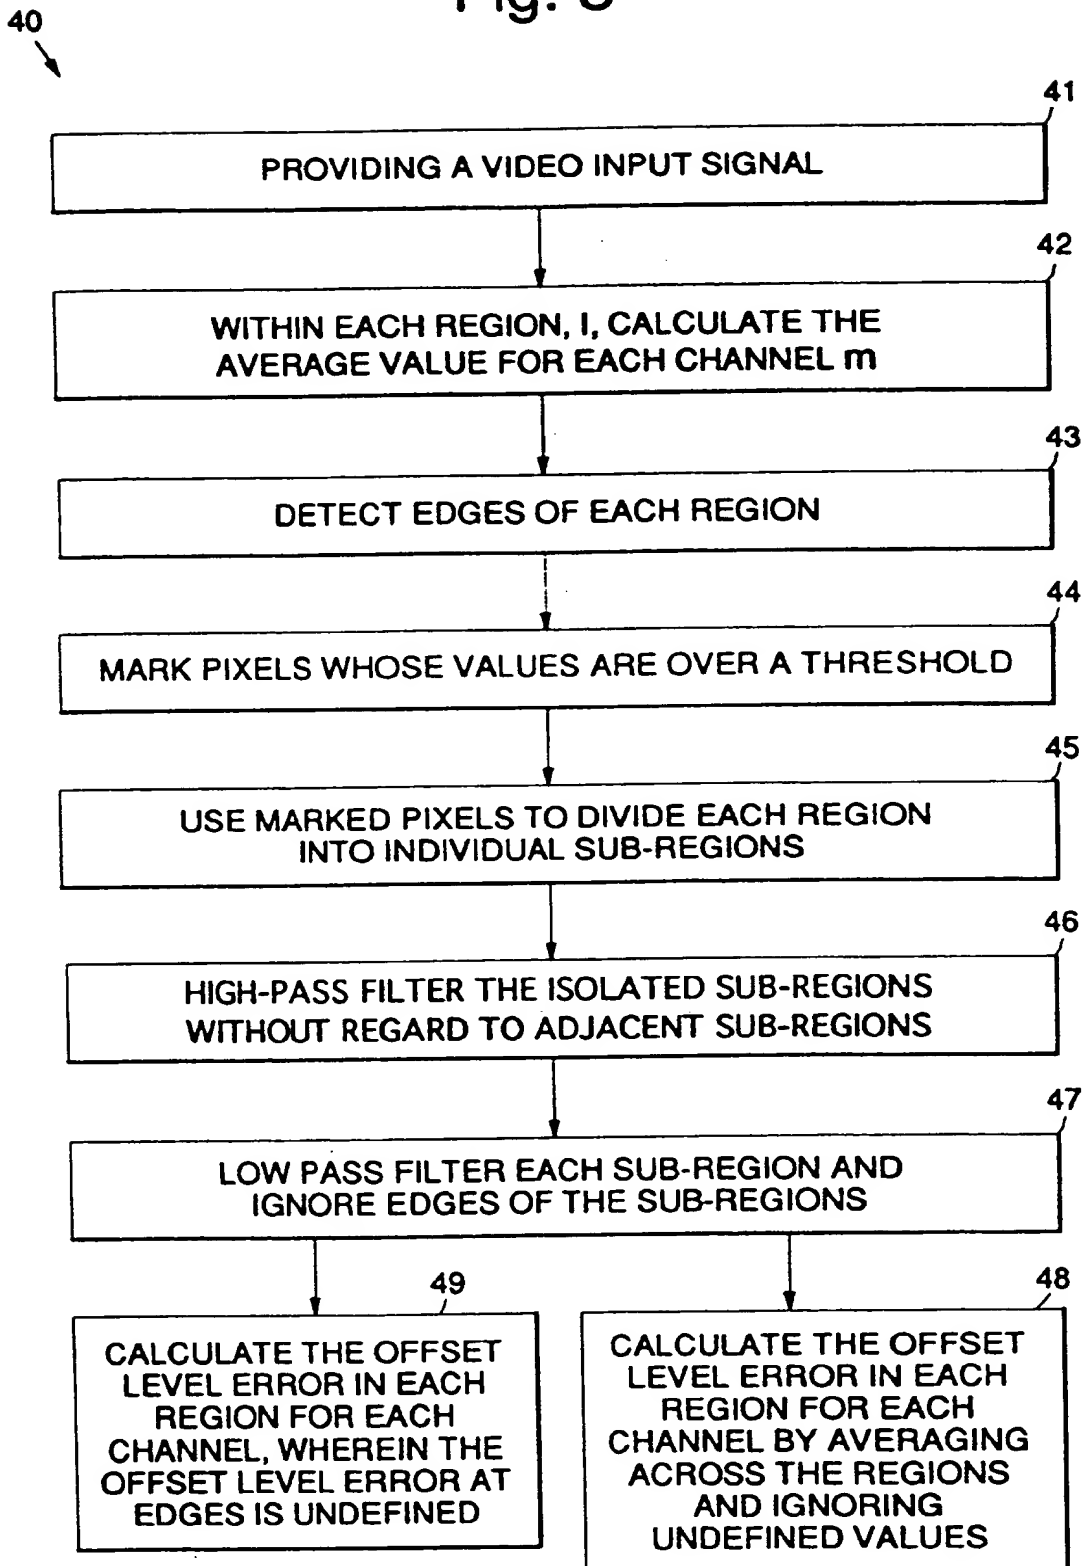 40
41
PROVIDING A VIDEO INPUT SIGNAL
42
WITHIN EACH REGION, I, CALCULATE THE
AVERAGE VALUE FOR EACH CHANNEL m
43
DETECT EDGES OF EACH REGION
44
MARK PIXELS WHOSE VALUES ARE OVER A THRESHOLD
45
USE MARKED PIXELS TO DIVIDE EACH REGION
INTO INDIVIDUAL SUB-REGIONS
46
HIGH-PASS FILTER THE ISOLATED SUB-REGIONS
WITHOUT REGARD TO ADJACENT SUB-REGIONS
47
LOW PASS FILTER EACH SUB-REGION AND
IGNORE EDGES OF THE SUB-REGIONS
49
CALCULATE THE OFFSET
LEVEL ERROR IN EACH
REGION FOR EACH
CHANNEL, WHEREIN THE
OFFSET LEVEL ERROR AT
EDGES IS UNDEFINED
48
CALCULATE THE OFFSET
LEVEL ERROR IN EACH
REGION FOR EACH
CHANNEL BY AVERAGING
ACROSS THE REGIONS
AND IGNORING
UNDEFINED VALUES